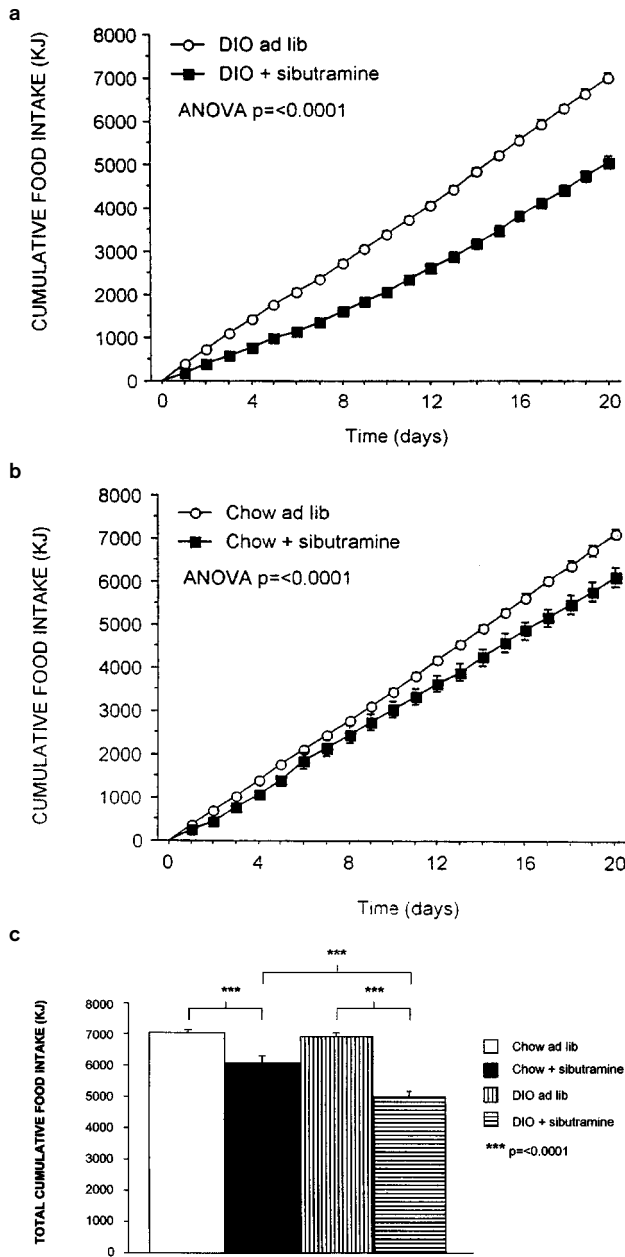 a
DIO ad lib
DIO + sibutramine
ANOVA p=<0.0001
CUMULATIVE FOOD INTAKE (KJ)
8000
7000
6000
5000
4000
3000
2000
1000
0
0 4 8 12 16 20
Time (days)
b
Chow ad lib
Chow + sibutramine
ANOVA p=<0.0001
CUMULATIVE FOOD INTAKE (KJ)
8000
7000
6000
5000
4000
3000
2000
1000
0
0 4 8 12 16 20
Time (days)
c
***
*** ***
TOTAL CUMULATIVE FOOD INTAKE (KJ)
8000
7000
6000
5000
4000
3000
2000
1000
0
Chow ad lib
Chow + sibutramine
DIO ad lib
DIO + sibutramine
*** p=<0.0001